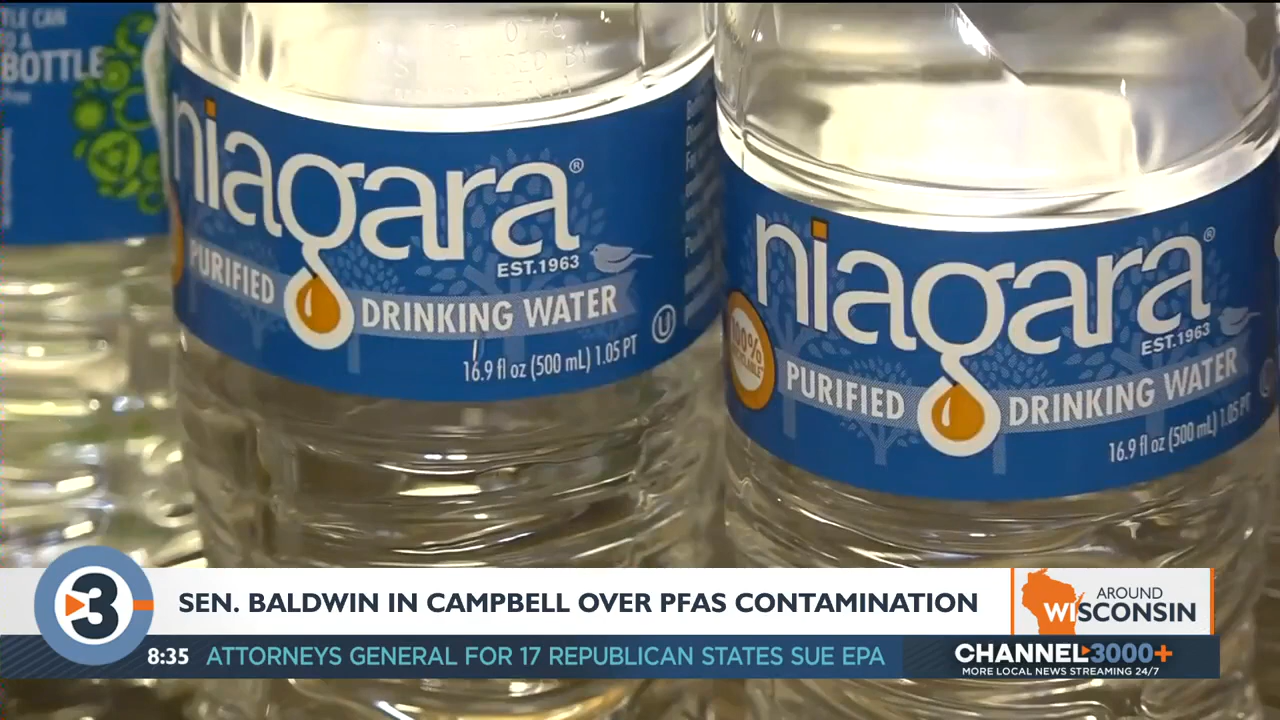 TLE CAN
O A
BOTTLE
niagara®
EST.1963
PURIFIED DRINKING WATER
16.9 fl oz (500 mL) 1.05 PT
niagara®
EST.1963
100%
PURIFIED DRINKING WATER
16.9 fl oz (500 mL) 1.05 PT
3
SEN. BALDWIN IN CAMPBELL OVER PFAS CONTAMINATION
AROUND
WISCONSIN
8:35 ATTORNEYS GENERAL FOR 17 REPUBLICAN STATES SUE EPA
CHANNEL3000+
MORE LOCAL NEWS STREAMING 24/7